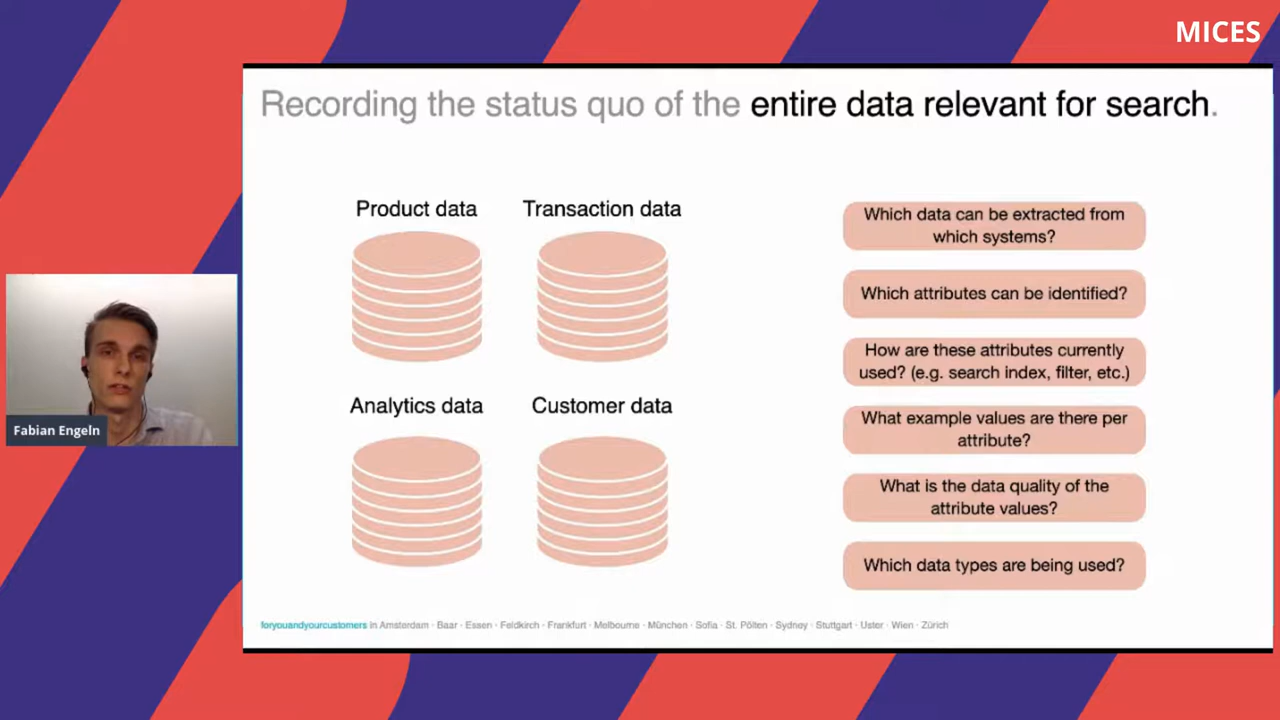 MICES
Recording the status quo of the entire data relevant for search.
Product data
Transaction data
Analytics data
Customer data
Which data can be extracted from
which systems?
Which attributes can be identified?
How are these attributes currently
used? (e.g. search index, filter, etc.)
What example values are there per
attribute?
What is the data quality of the
attribute values?
Which data types are being used?
Fabian Engeln
foryouandyourcustomers in Amsterdam · Baar · Essen · Feldkirch · Frankfurt · Melbourne · München · Sofia · St. Pölten · Sydney · Stuttgart · Uster · Wien · Zürich